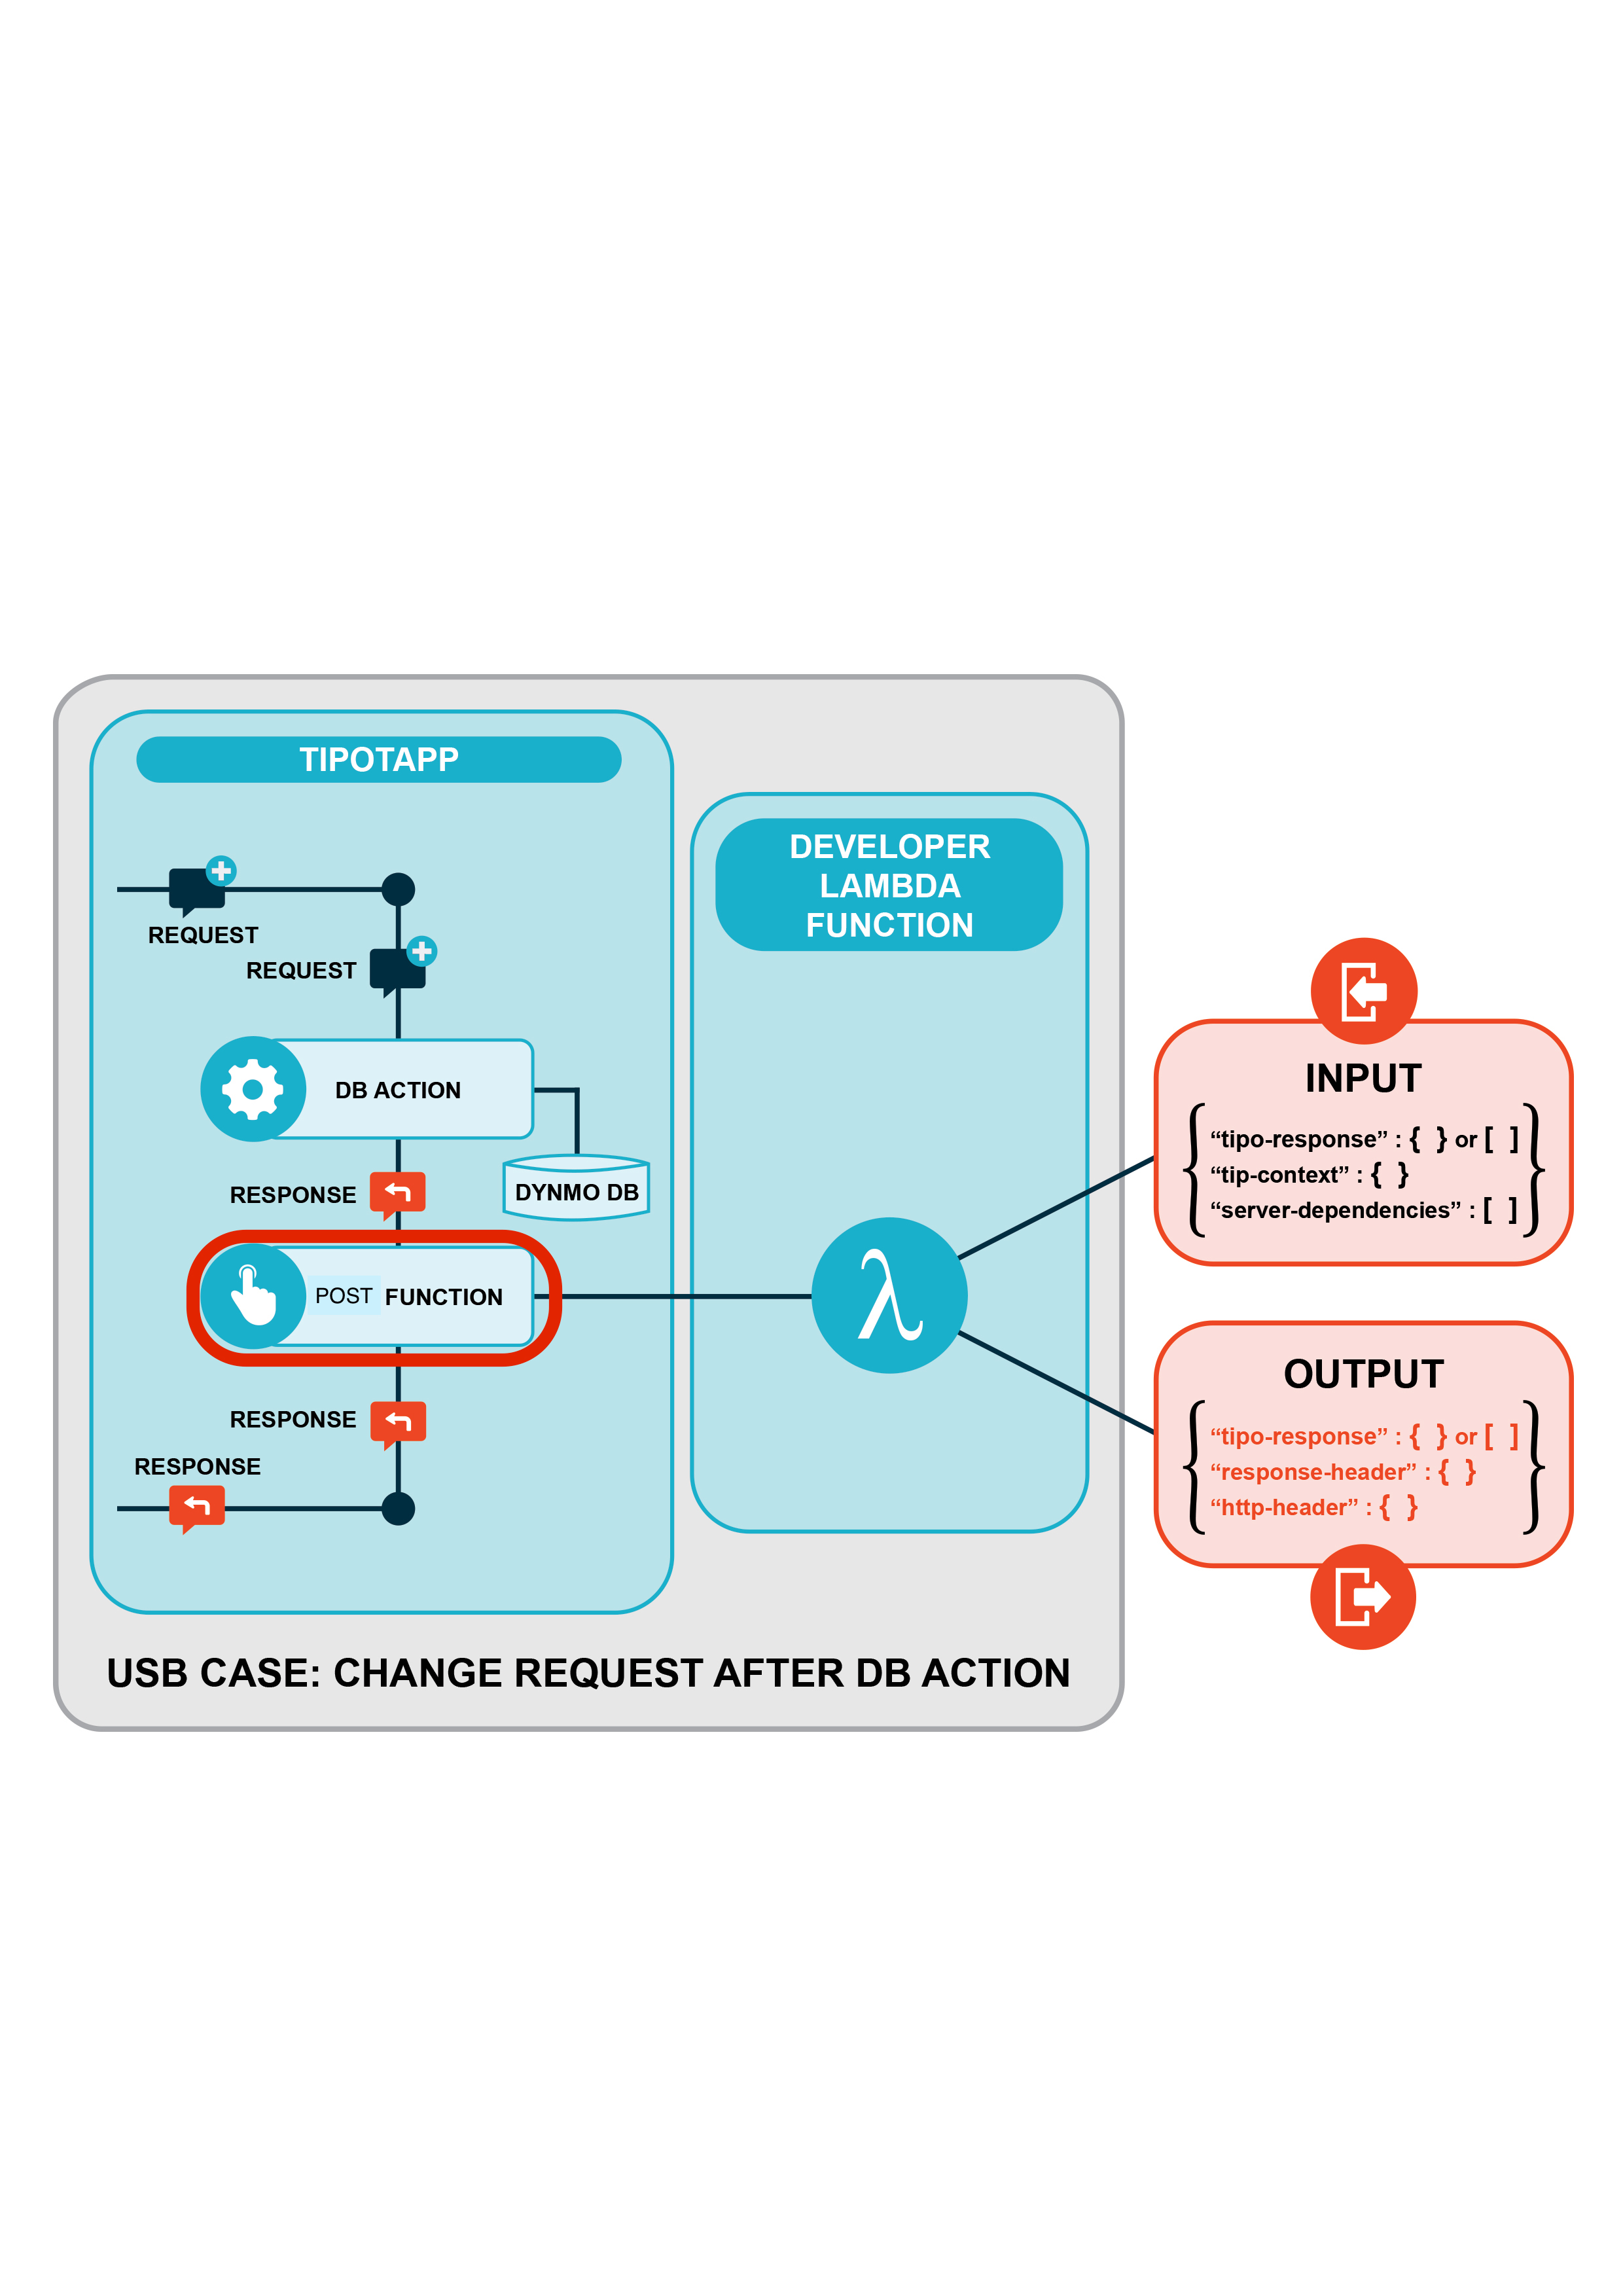 TIPOTAPP
REQUEST
REQUEST
DB ACTION
DYNMO DB
RESPONSE
POST FUNCTION
RESPONSE
RESPONSE
DEVELOPER
LAMBDA
FUNCTION
λ
INPUT
“tipo-response” : { } or [ ]
“tip-context” : { }
“server-dependencies” : [ ]
OUTPUT
“tipo-response” : { } or [ ]
“response-header” : { }
“http-header” : { }
USB CASE: CHANGE REQUEST AFTER DB ACTION